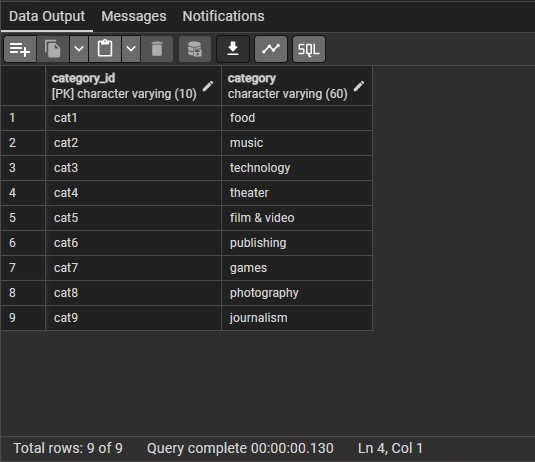 Data Output Messages Notifications
SQL
category_id category
[PK] character varying (10) character varying (60)
1 cat1 food
2 cat2 music
3 cat3 technology
4 cat4 theater
5 cat5 film & video
6 cat6 publishing
7 cat7 games
8 cat8 photography
9 cat9 journalism
Total rows: 9 of 9 Query complete 00:00:00.130 Ln 4, Col 1